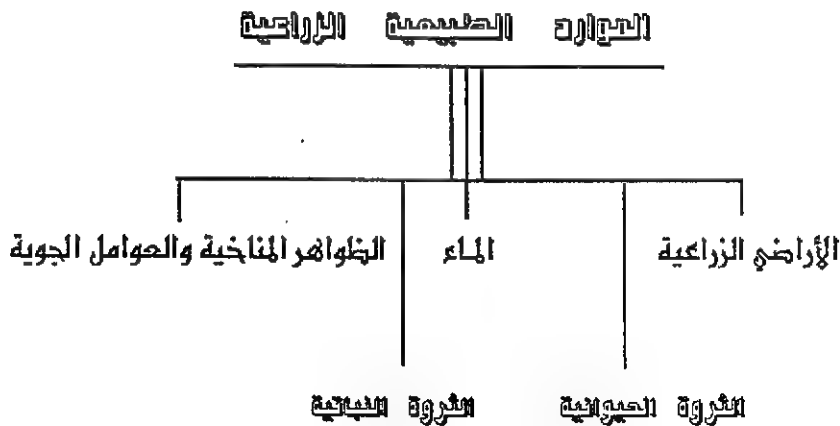 الموارد الطبيعية الزراعية
الأراضي الزراعية الماء الظواهر المناخية والعوامل الجوية
الثروة الحيوانية الثروة النباتية